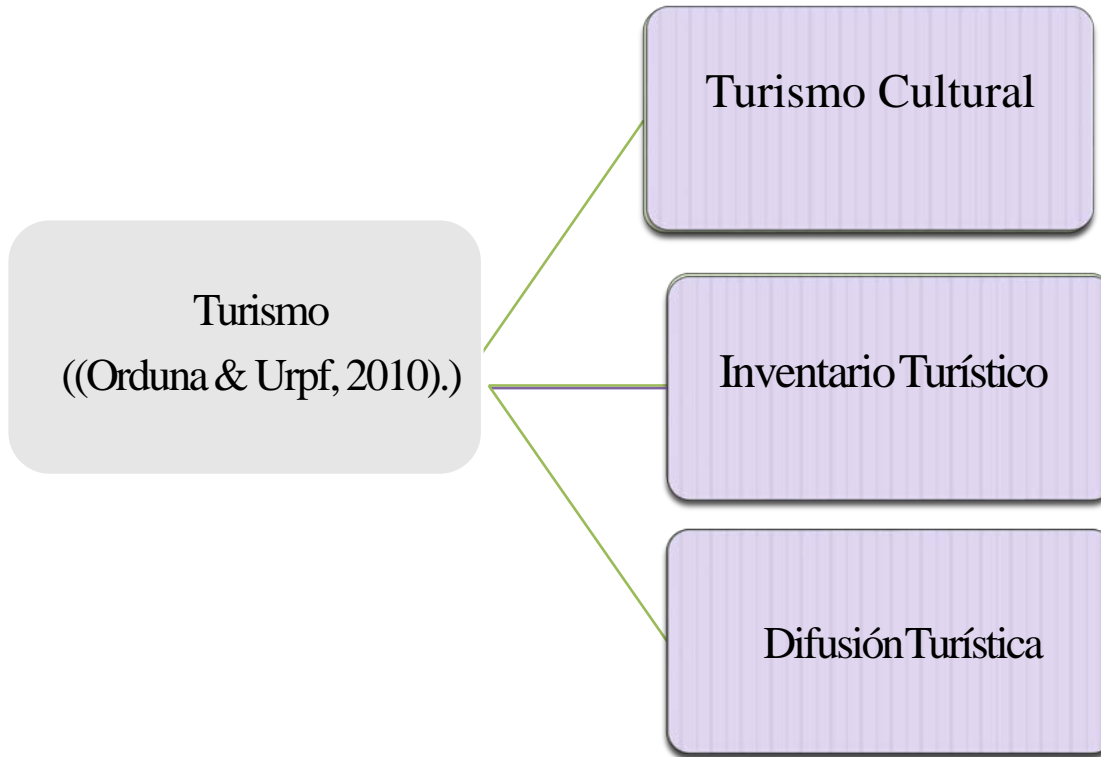 Turismo
((Orduna & Urpf, 2010).)
Turismo Cultural
Inventario Turístico
Difusión Turística